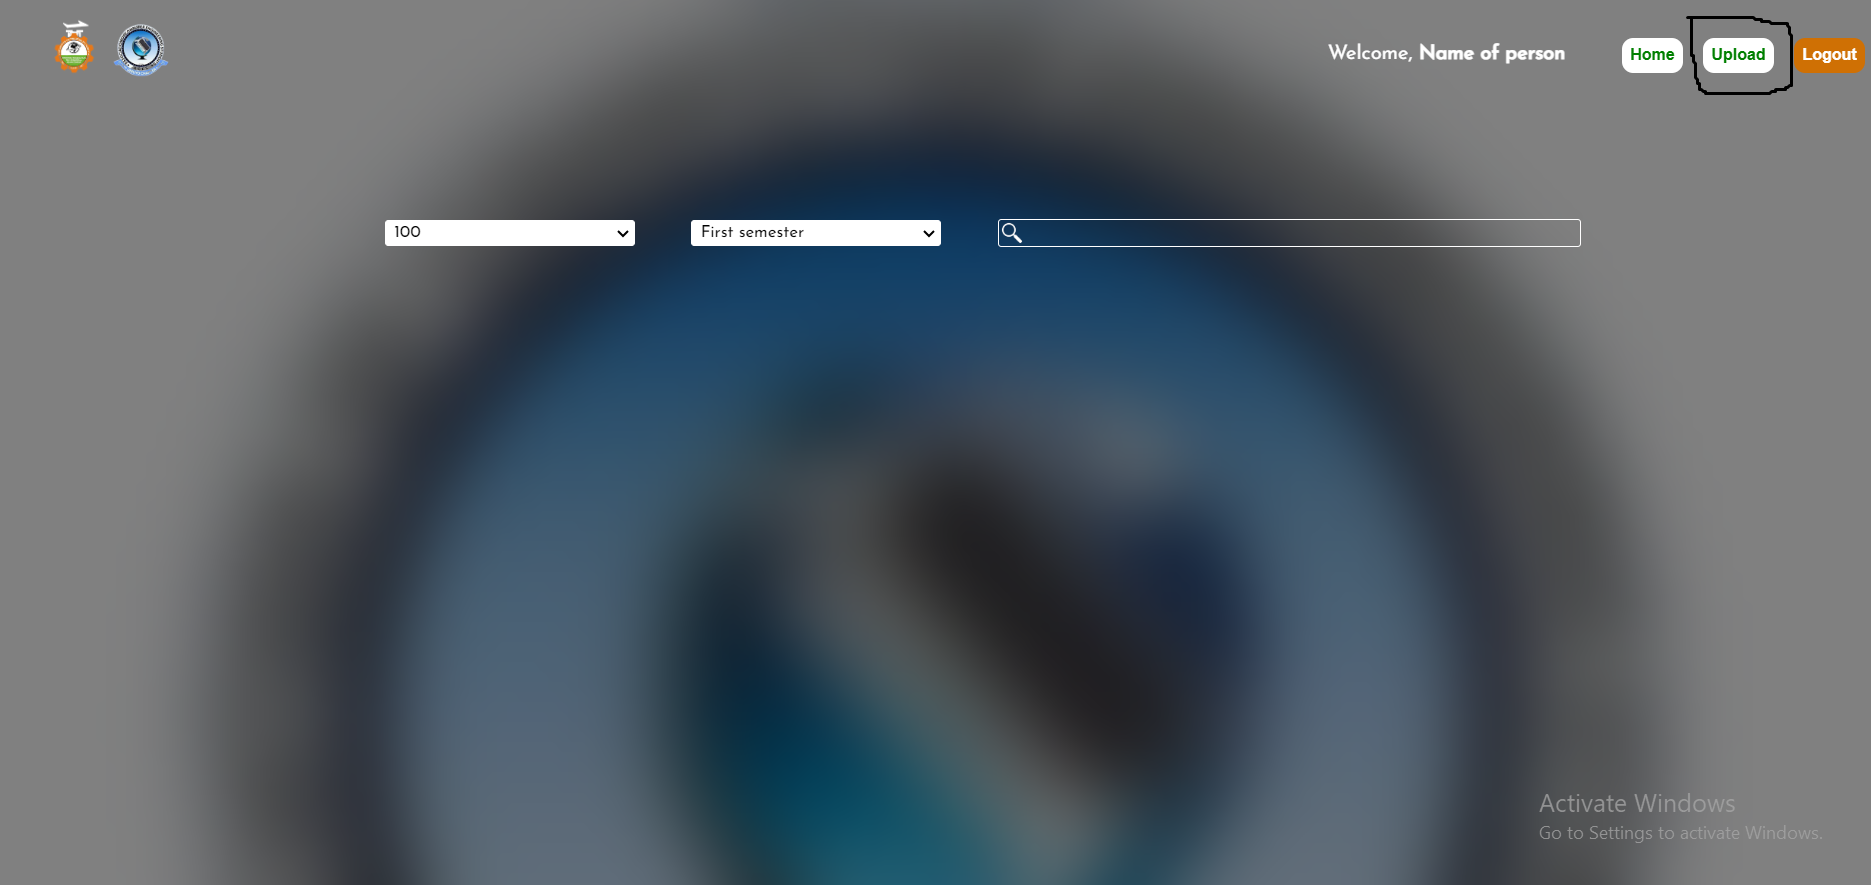 Welcome, Name of person
Home
Upload
Logout
100
First semester
Activate Windows
Go to Settings to activate Windows.